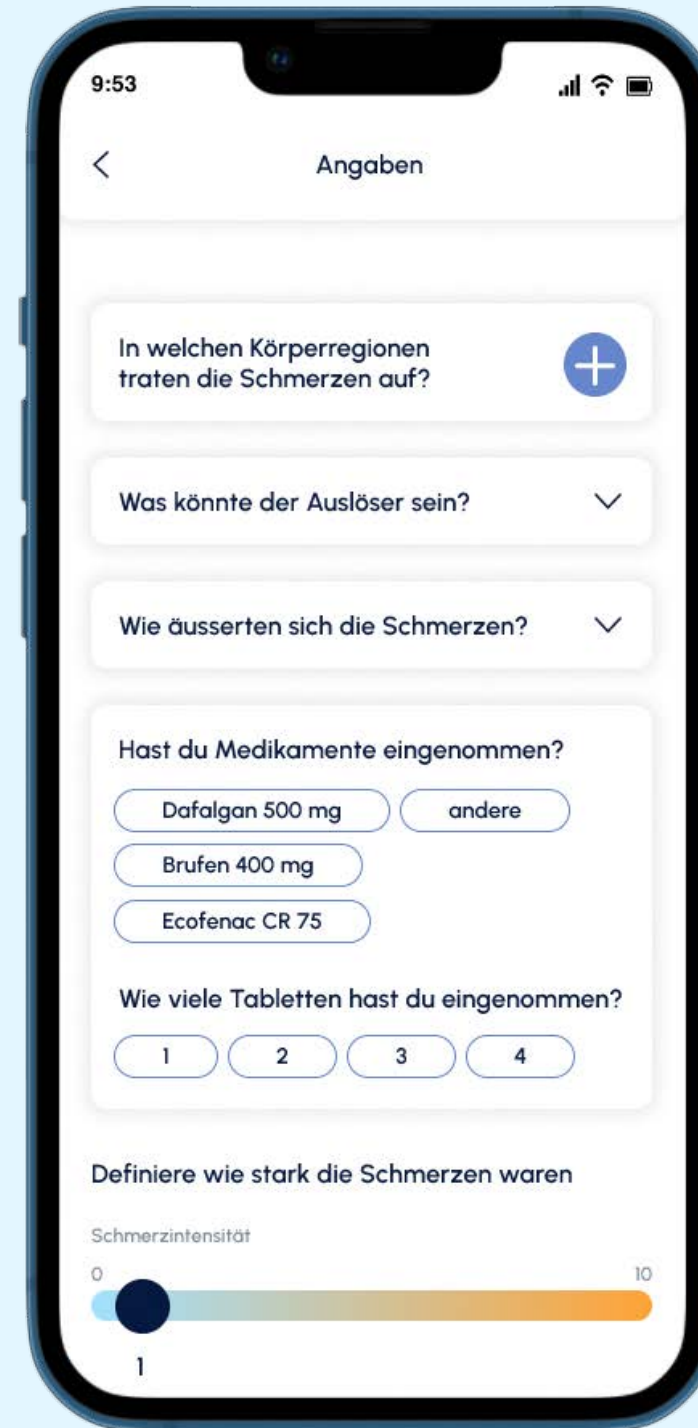 9:53
Angaben
In welchen Körperregionen
traten die Schmerzen auf?
Was könnte der Auslöser sein?
Wie äusserten sich die Schmerzen?
Hast du Medikamente eingenommen?
Dafalgan 500 mg andere
Brufen 400 mg
Ecofenac CR 75
Wie viele Tabletten hast du eingenommen?
1 2 3 4
Definiere wie stark die Schmerzen waren
Schmerzintensität
0 10
1